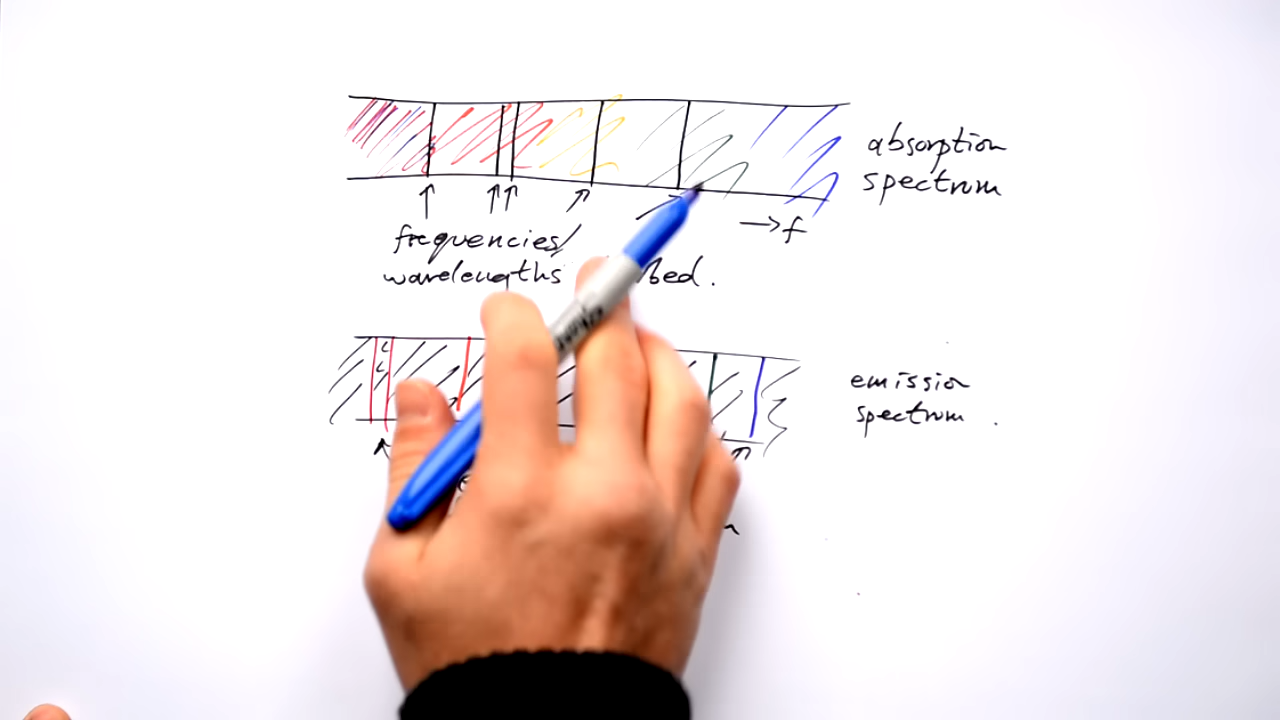 absorption
spectrum
→ f
frequencies/
wavelengths
emission
spectrum.